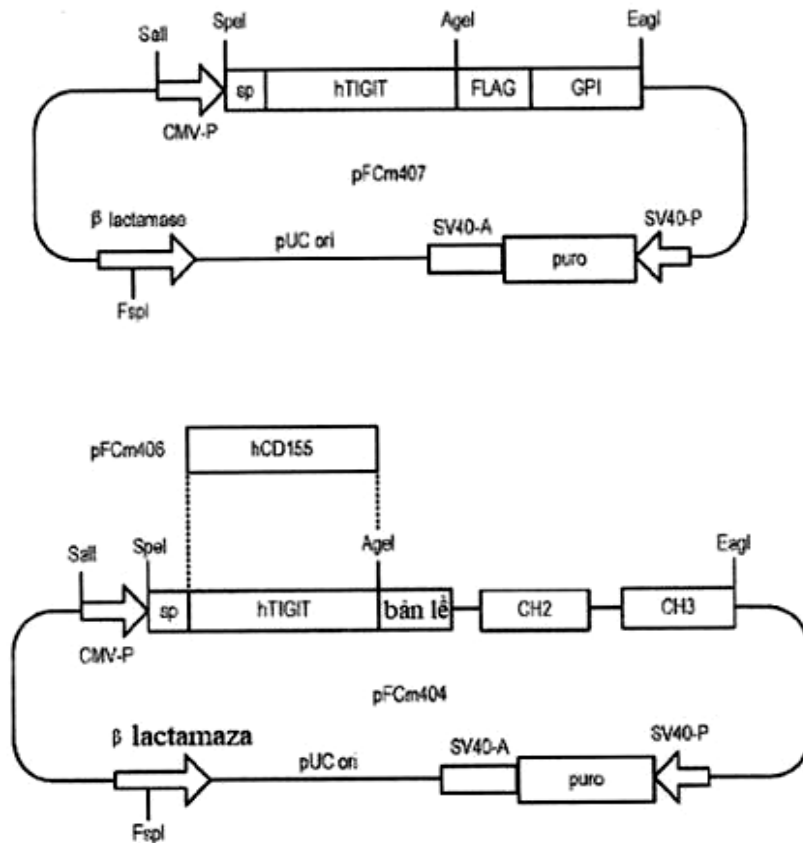 SalI SpeI AgeI EagI
sp hTIGIT FLAG GPI
CMV-P
pFCm407
β lactamase pUC ori SV40-A puro SV40-P
FspI
pFCm406 hCD155
SalI SpeI AgeI EagI
sp hTIGIT bản lề CH2 CH3
CMV-P
pFCm404
β lactamaza pUC ori SV40-A puro SV40-P
FspI